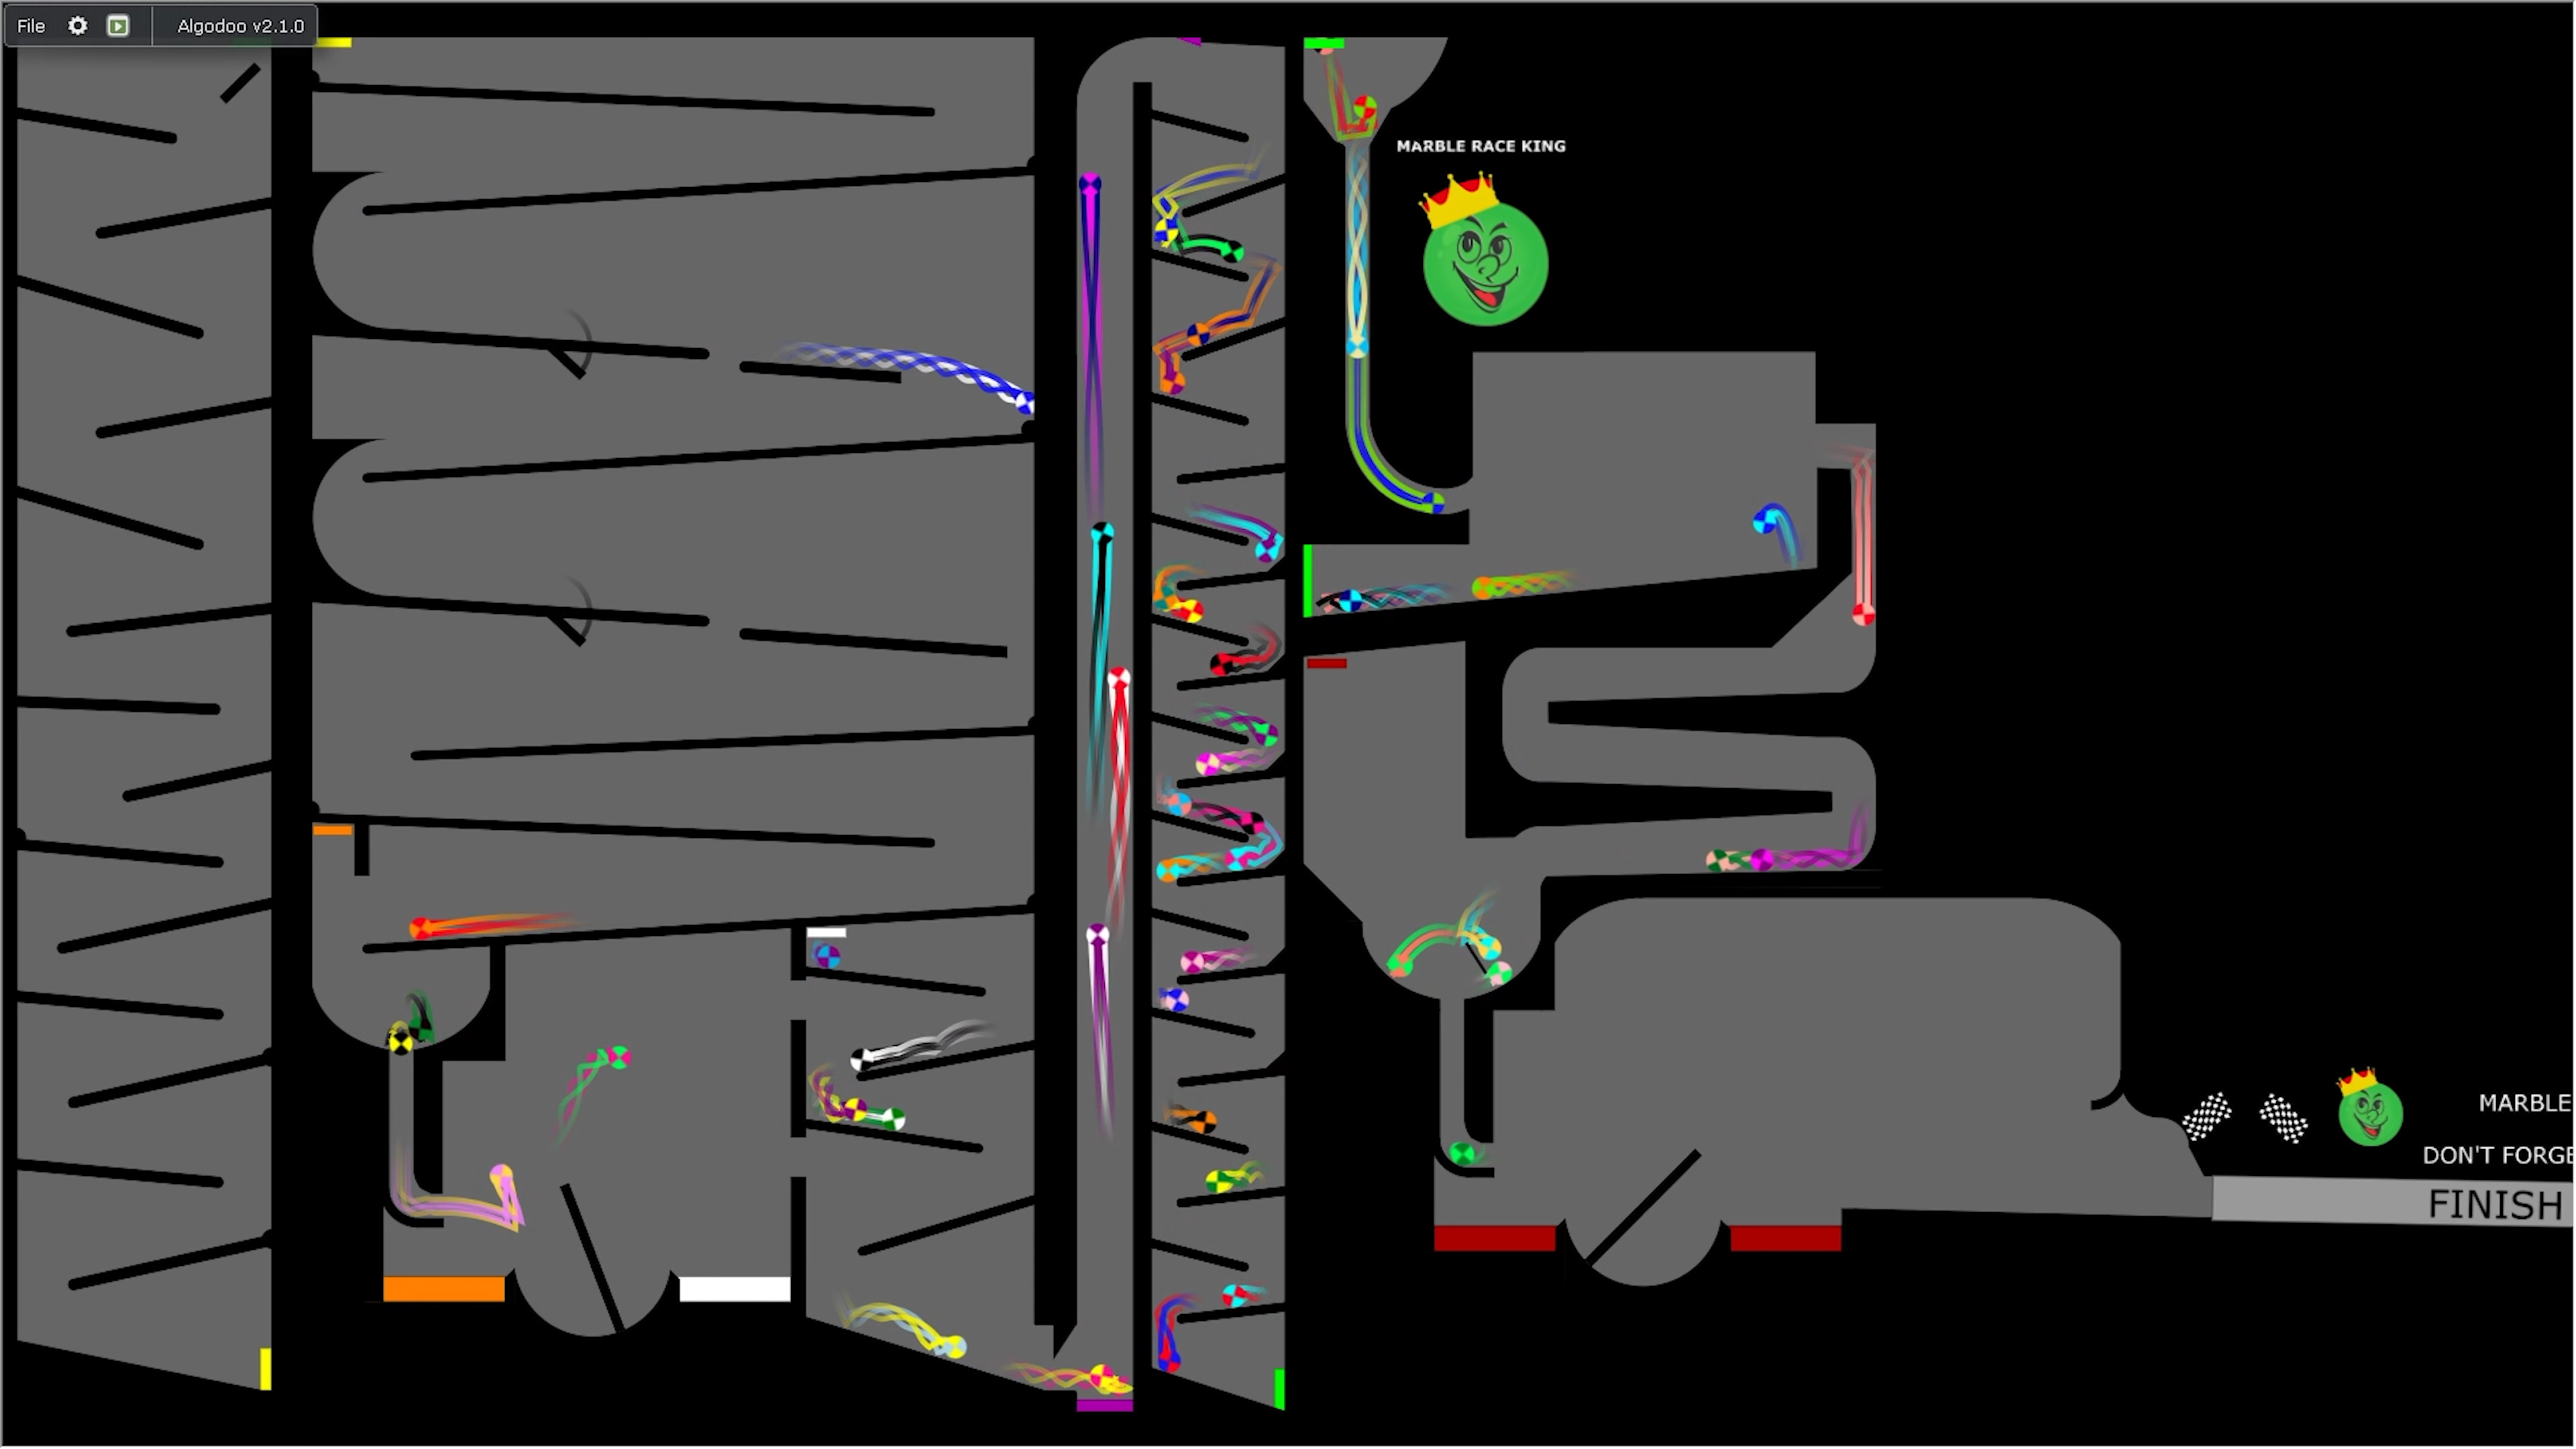 File
Algodoo v2.1.0
MARBLE RACE KING
MARBLE
DON'T FORGE
FINISH